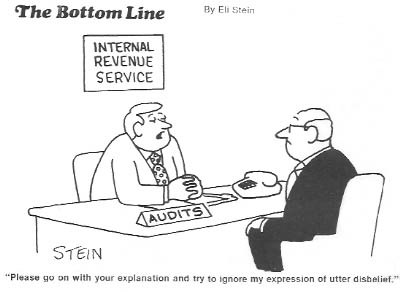 The Bottom Line
By Eli Stein
INTERNAL
REVENUE
SERVICE
AUDITS
STEIN
"Please go on with your explanation and try to ignore my expression of utter disbelief."